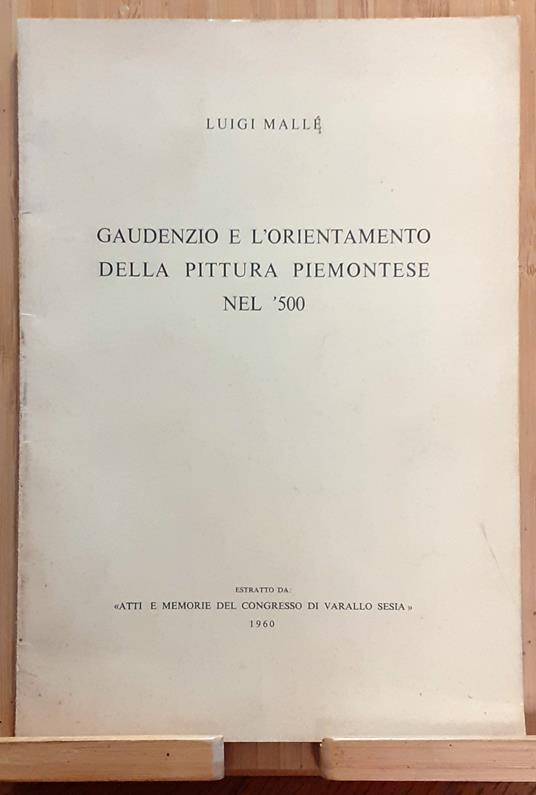 LUIGI MALLÉ
GAUDENZIO E L'ORIENTAMENTO
DELLA PITTURA PIEMONTESE
NEL '500
ESTRATTO DA:
«ATTI E MEMORIE DEL CONGRESSO DI VARALLO SESIA»
1960